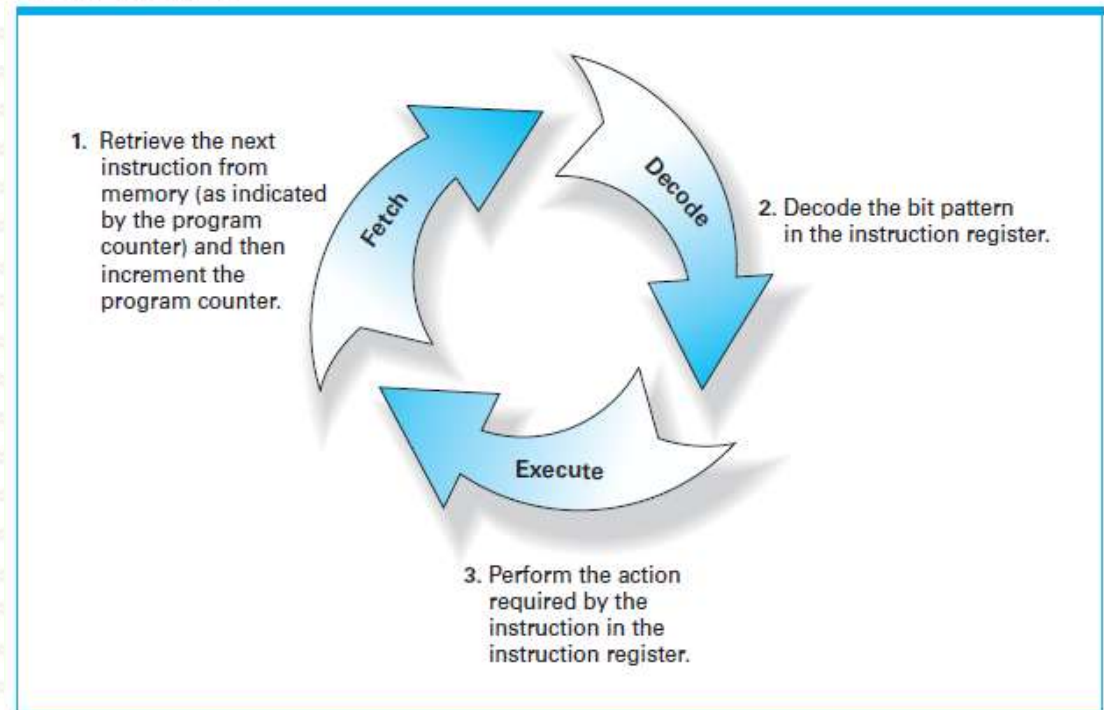 1. Retrieve the next
instruction from
memory (as indicated
by the program
counter) and then
increment the
program counter.
Fetch
Decode
2. Decode the bit pattern
in the instruction register.
Execute
3. Perform the action
required by the
instruction in the
instruction register.